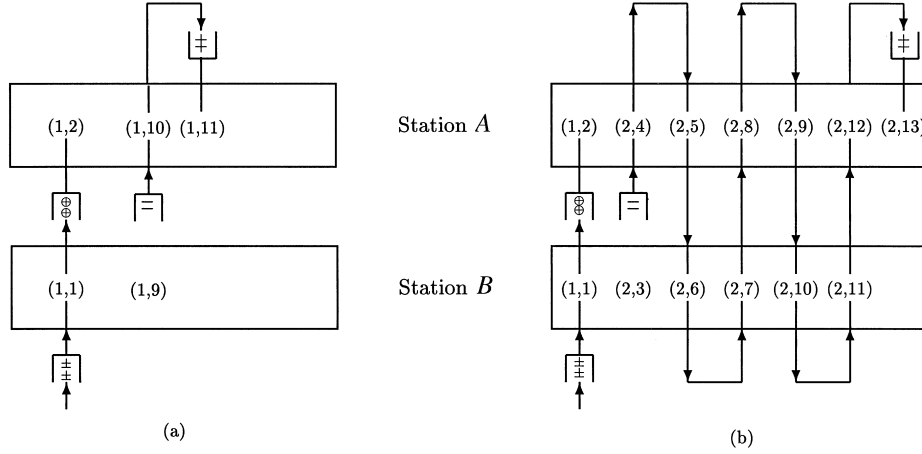 (1,2) (1,10) (1,11) Station A (1,2) (2,4) (2,5) (2,8) (2,9) (2,12) (2,13)
(1,1) (1,9) Station B (1,1) (2,3) (2,6) (2,7) (2,10) (2,11)
(a) (b)